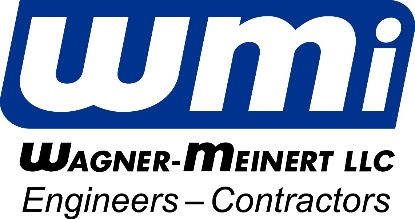 wmi
WAGNER-MEINERT LLC
Engineers – Contractors